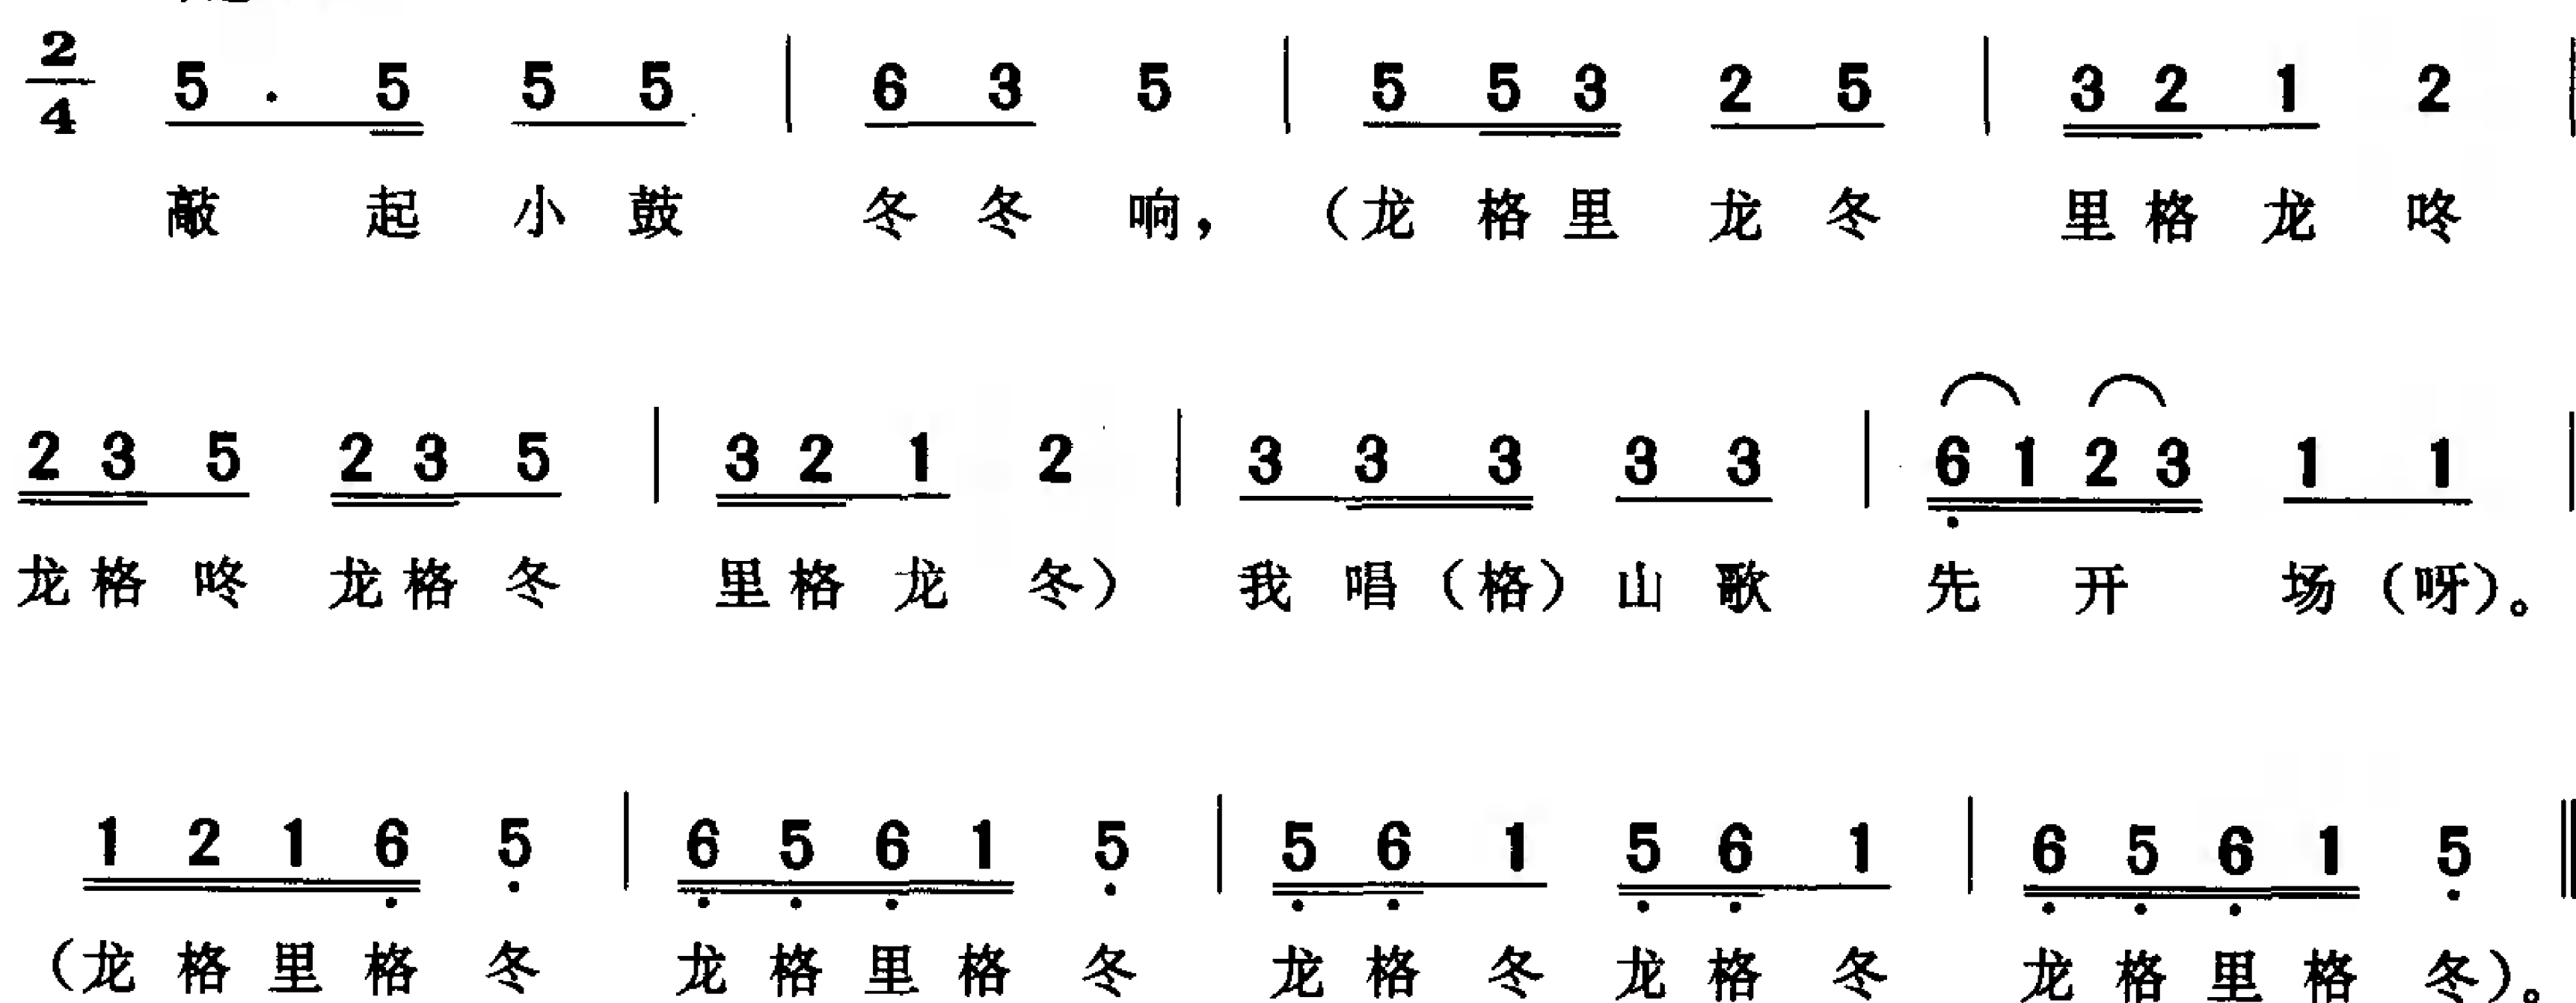 2/4 5 . 5 5 5 | 6 3 5 | 5 5 3 2 5 | 3 2 1 2 |
敲 起 小 鼓 冬 冬 响， （龙 格 里 龙 冬 里 格 龙 咚
2 3 5 2 3 5 | 3 2 1 2 | 3 3 3 3 3 | 6 1 2 3 1 1 |
龙 格 咚 龙 格 冬 里 格 龙 冬） 我 唱 （格） 山 歌 先 开 场 （呀）。
1 2 1 6 5 | 6 5 6 1 5 | 5 6 1 5 6 1 | 6 5 6 1 5 ‖
（龙 格 里 格 冬 龙 格 里 格 冬 龙 格 冬 龙 格 冬 龙 格 里 格 冬）。